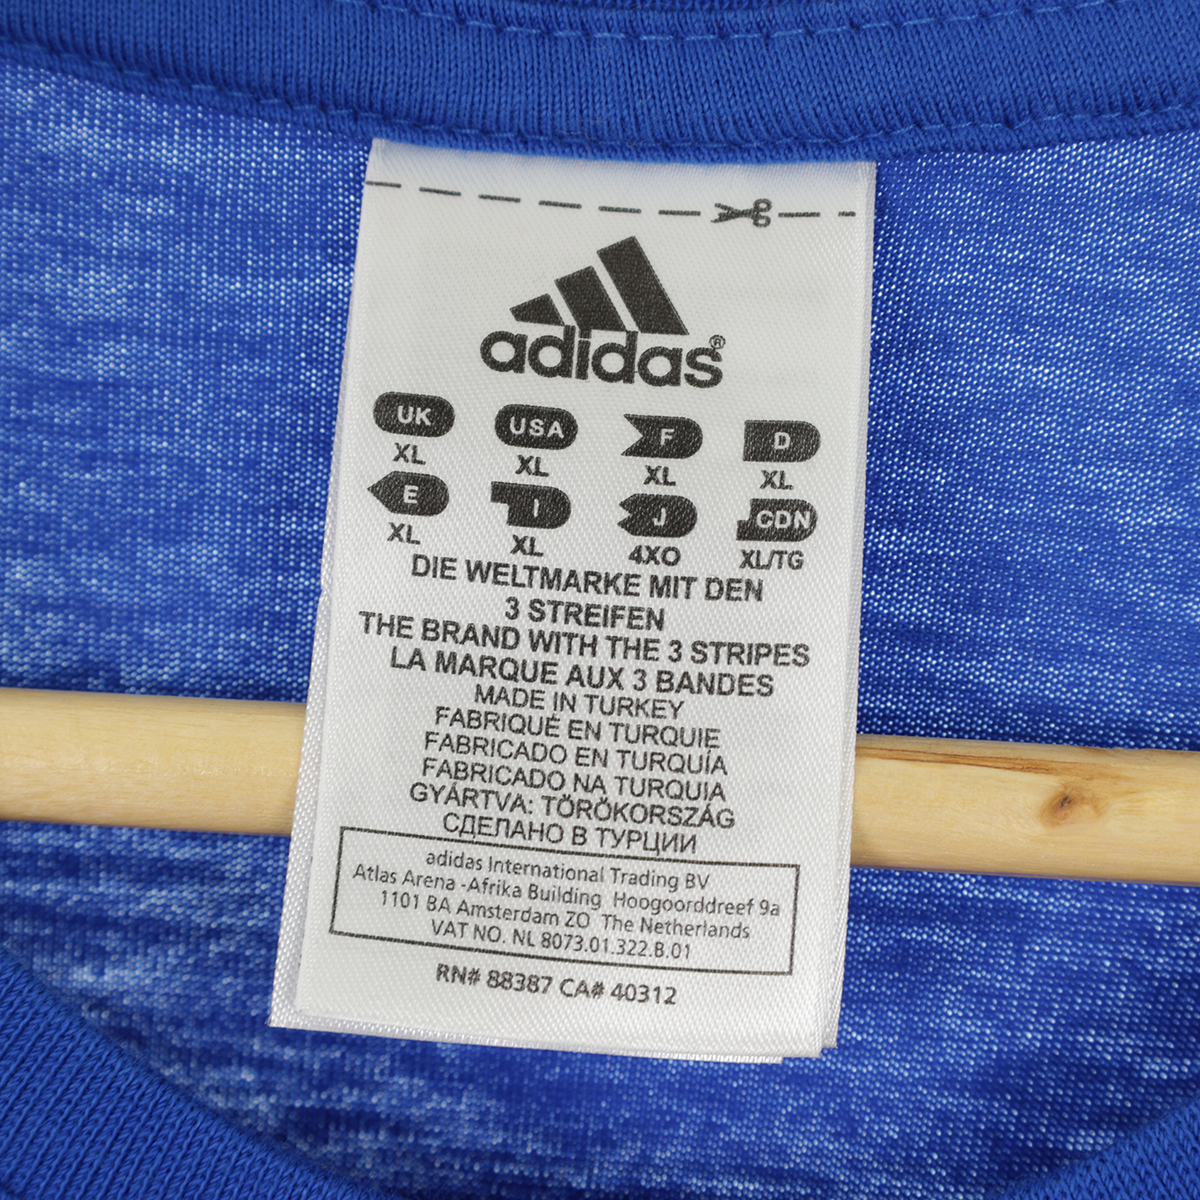 adidas®
UK USA F D
XL XL XL XL
E I J CDN
XL XL 4XO XL/TG
DIE WELTMARKE MIT DEN
3 STREIFEN
THE BRAND WITH THE 3 STRIPES
LA MARQUE AUX 3 BANDES
MADE IN TURKEY
FABRIQUÉ EN TURQUIE
FABRICADO EN TURQUÍA
FABRICADO NA TURQUIA
GYÁRTVA: TÖRÖKORSZÁG
СДЕЛАНО В ТУРЦИИ
adidas International Trading BV
Atlas Arena -Afrika Building Hoogoorddreef 9a
1101 BA Amsterdam ZO The Netherlands
VAT NO. NL 8073.01.322.B.01
RN# 88387 CA# 40312